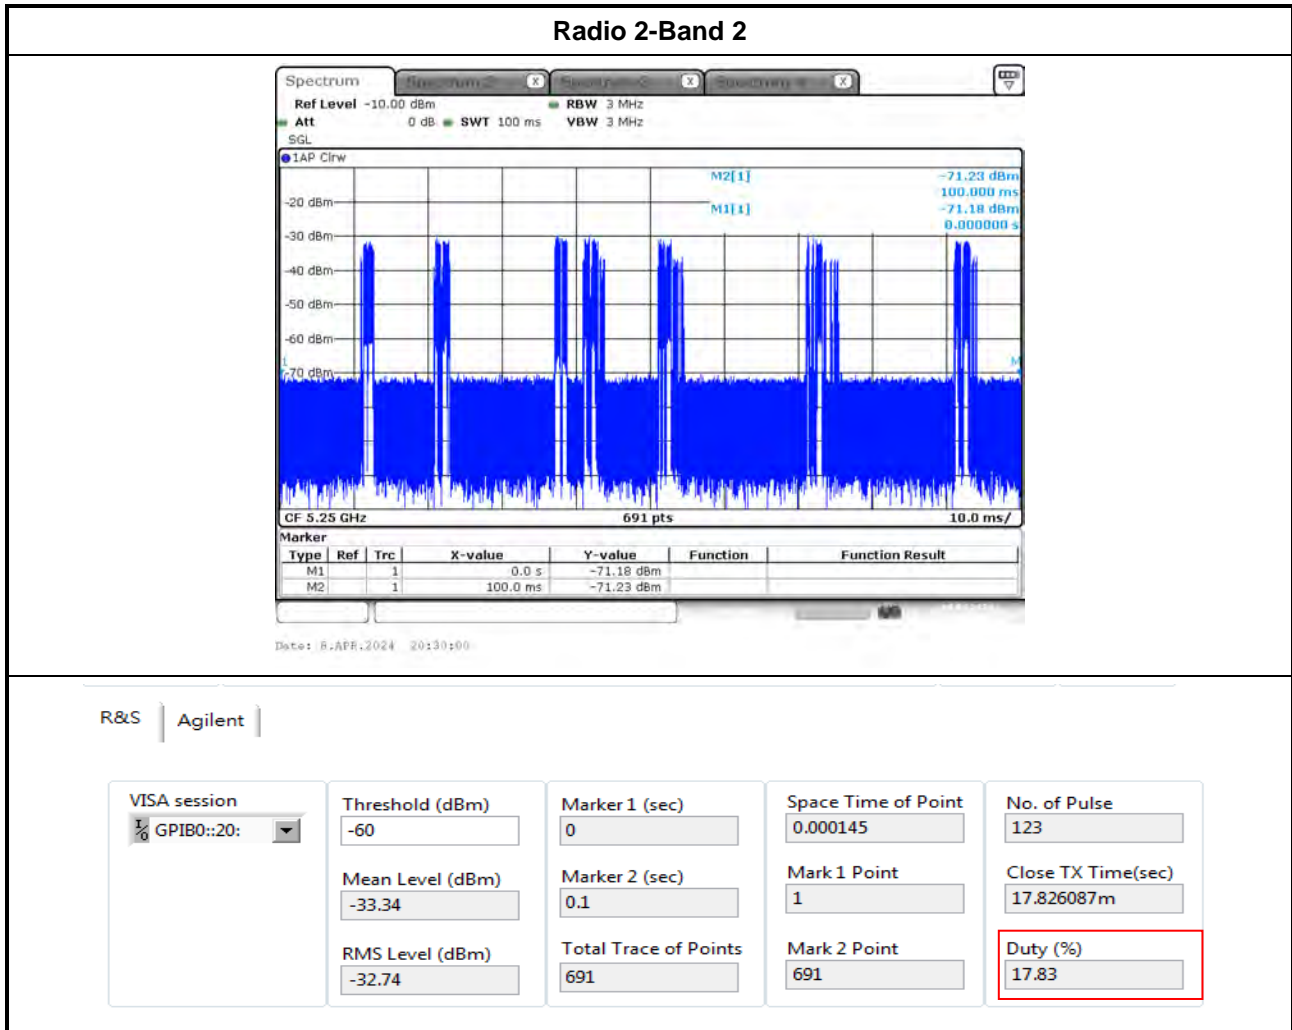 Radio 2-Band 2
Spectrum
Ref Level -10.00 dBm RBW 3 MHz
Att 0 dB SWT 100 ms VBW 3 MHz
SGL
1AP Clrw
M2[1] -71.23 dBm
100.000 ms
M1[1] -71.18 dBm
0.000000 s
-20 dBm
-30 dBm
-40 dBm
-50 dBm
-60 dBm
-70 dBm
CF 5.25 GHz 691 pts 10.0 ms/
Marker
Type Ref Trc X-value Y-value Function Function Result
M1 1 0.0 s -71.18 dBm
M2 1 100.0 ms -71.23 dBm
Date: 8.APR.2024 20:30:00
R&S Agilent
VISA session
GPIB0::20:
Threshold (dBm)
-60
Mean Level (dBm)
-33.34
RMS Level (dBm)
-32.74
Marker 1 (sec)
0
Marker 2 (sec)
0.1
Total Trace of Points
691
Space Time of Point
0.000145
Mark 1 Point
1
Mark 2 Point
691
No. of Pulse
123
Close TX Time(sec)
17.826087m
Duty (%)
17.83